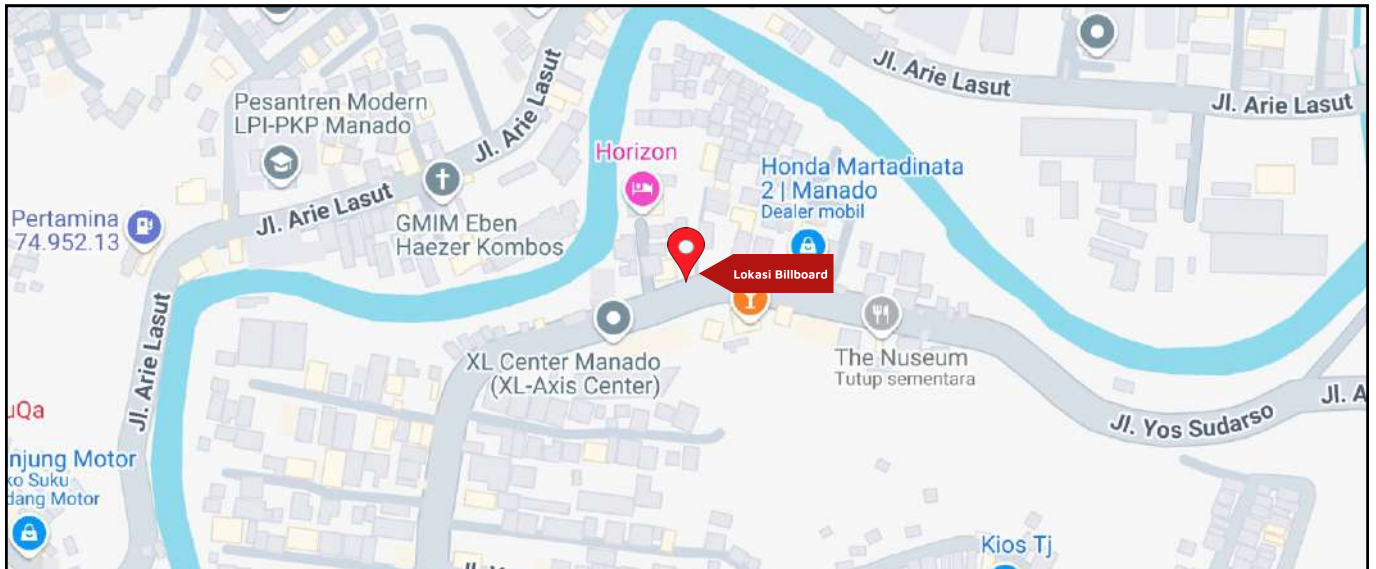 Jl. Arie Lasut
Jl. Arie Lasut
Pesantren Modern
LPI-PKP Manado
Jl. Arie Lasut
Horizon
Honda Martadinata
2 | Manado
Dealer mobil
Jl. Arie Lasut
Pertamina
74.952.13
GMIM Eben
Haezer Kombos
Lokasi Billboard
Jl. Arie Lasut
XL Center Manado
(XL-Axis Center)
The Nuseum
Tutup sementara
Jl. A
uQa
Jl. Yos Sudarso
njung Motor
ko Suku
dang Motor
Kios Tj